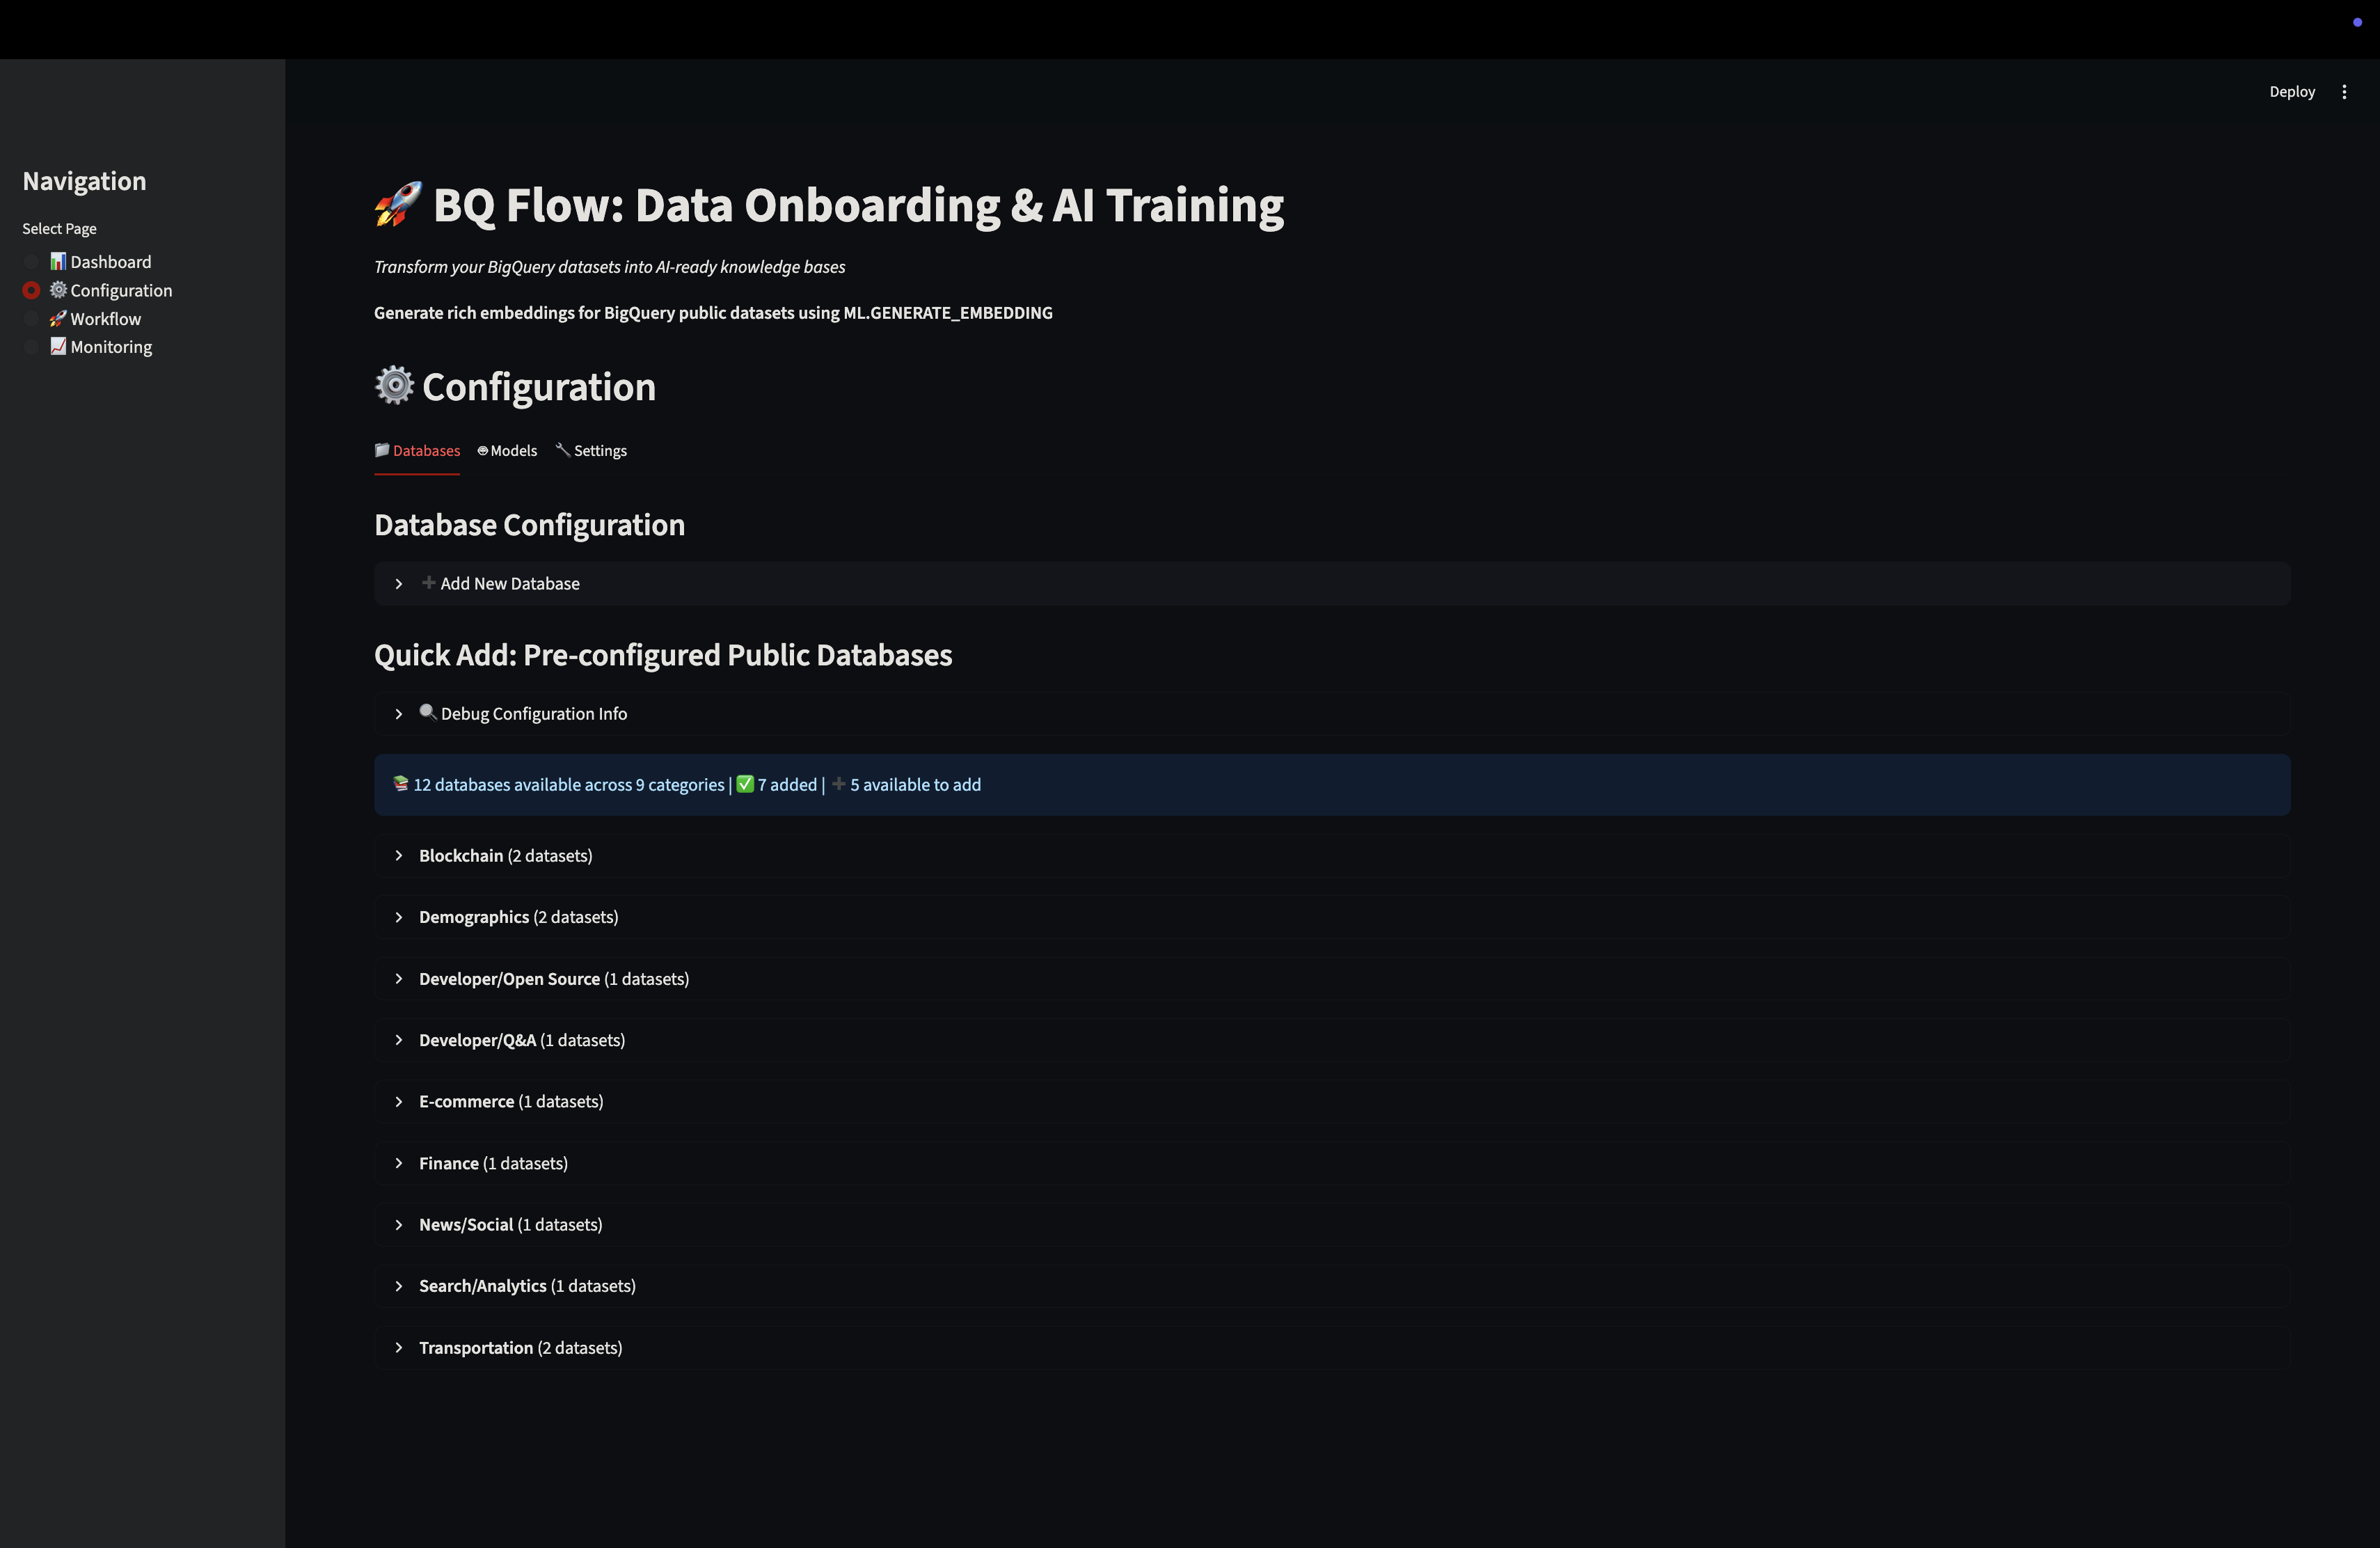 Deploy
Navigation
Select Page
📊 Dashboard
⚙️ Configuration
🚀 Workflow
📈 Monitoring
🚀 BQ Flow: Data Onboarding & AI Training
Transform your BigQuery datasets into AI-ready knowledge bases
Generate rich embeddings for BigQuery public datasets using ML.GENERATE_EMBEDDING
⚙️ Configuration
Databases
Models
🔧 Settings
Database Configuration
➕ Add New Database
Quick Add: Pre-configured Public Databases
🔍 Debug Configuration Info
📚 12 databases available across 9 categories | ✅ 7 added | ➕ 5 available to add
Blockchain (2 datasets)
Demographics (2 datasets)
Developer/Open Source (1 datasets)
Developer/Q&A (1 datasets)
E-commerce (1 datasets)
Finance (1 datasets)
News/Social (1 datasets)
Search/Analytics (1 datasets)
Transportation (2 datasets)